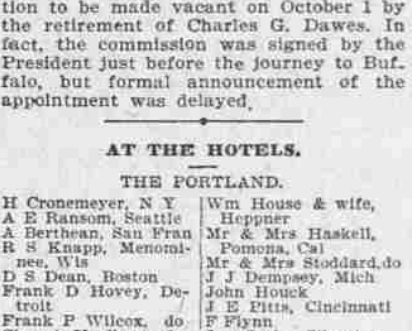 tion to be made vacant on October 1 by
the retirement of Charles G. Dawes. In
fact, the commission was signed by the
President just before the journey to Buf-
falo, but formal announcement of the
appointment was delayed.
AT THE HOTELS.
THE PORTLAND.
H Cronemeyer, N Y
A E Ransom, Seattle
A Berthean, San Fran
R S Knapp, Menomi-
nee, Wis
D S Dean, Boston
Frank D Hovey, De-
troit
Frank P Wilcox, do
Wm House & wife,
Heppner
Mr & Mrs Haskell,
Pomona, Cal
Mr & Mrs Stoddard,do
J J Dempsey, Mich
John Houck
J E Pitts, Cincinnati
F Flynn